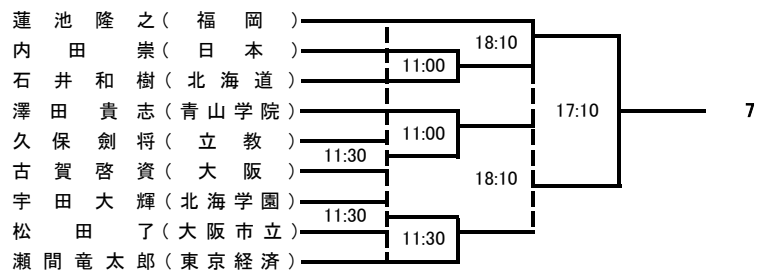 蓮池隆之(福岡)
18:10
内田崇(日本)
11:00
石井和樹(北海道)
澤田貴志(青山学院)
17:10
7
11:00
久保劍将(立教)
11:30
古賀啓資(大阪)
18:10
宇田大輝(北海学園)
11:30
松田了(大阪市立)
11:30
瀬間竜太郎(東京経済)